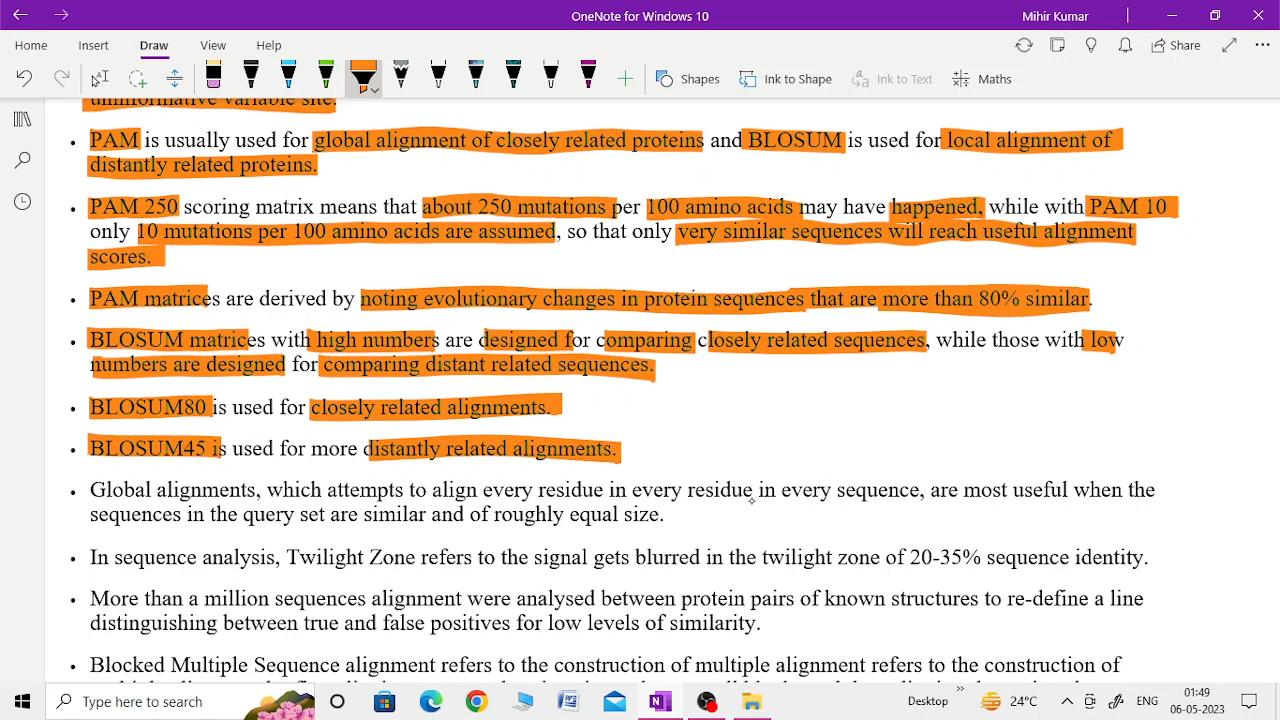 OneNote for Windows 10
Mihir Kumar
Home Insert Draw View Help
Share
Shapes Ink to Shape Ink to Text Maths
uninformative variable site.
• PAM is usually used for global alignment of closely related proteins and BLOSUM is used for local alignment of
distantly related proteins.
• PAM 250 scoring matrix means that about 250 mutations per 100 amino acids may have happened, while with PAM 10
only 10 mutations per 100 amino acids are assumed, so that only very similar sequences will reach useful alignment
scores.
• PAM matrices are derived by noting evolutionary changes in protein sequences that are more than 80% similar.
• BLOSUM matrices with high numbers are designed for comparing closely related sequences, while those with low
numbers are designed for comparing distant related sequences.
• BLOSUM80 is used for closely related alignments.
• BLOSUM45 is used for more distantly related alignments.
• Global alignments, which attempts to align every residue in every residue in every sequence, are most useful when the
sequences in the query set are similar and of roughly equal size.
• In sequence analysis, Twilight Zone refers to the signal gets blurred in the twilight zone of 20-35% sequence identity.
• More than a million sequences alignment were analysed between protein pairs of known structures to re-define a line
distinguishing between true and false positives for low levels of similarity.
• Blocked Multiple Sequence alignment refers to the construction of multiple alignment refers to the construction of
Type here to search
Desktop
24°C
ENG
01:49
06-05-2023